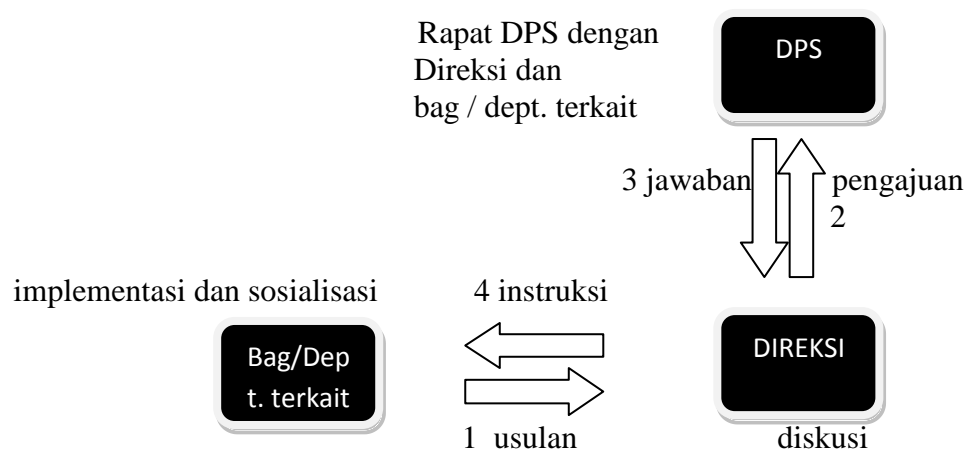 Rapat DPS dengan
Direksi dan
bag / dept. terkait
DPS
3 jawaban
pengajuan
2
implementasi dan sosialisasi
4 instruksi
Bag/Dep
t. terkait
DIREKSI
1 usulan
diskusi